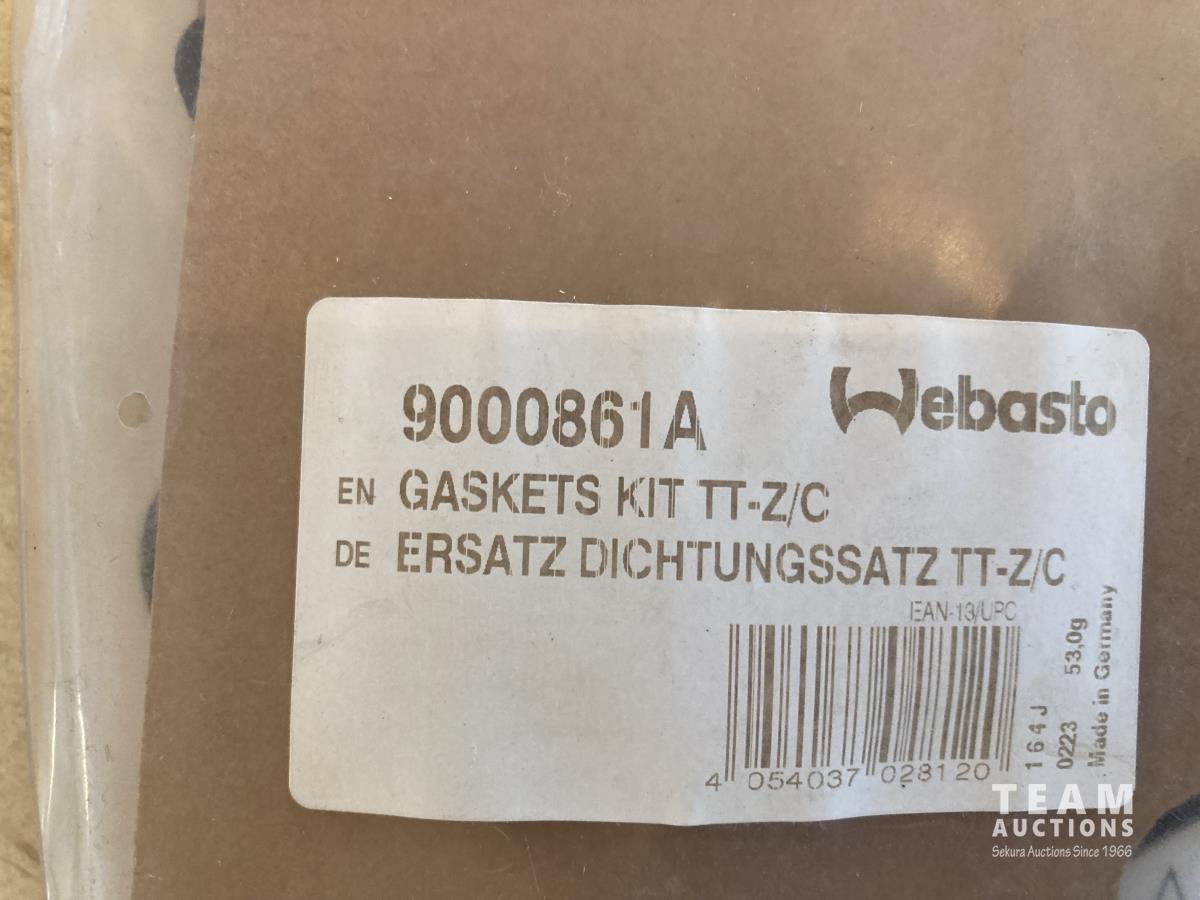 9000861A
Webasto
EN GASKETS KIT TT-Z/C
DE ERSATZ DICHTUNGSSATZ TT-Z/C
EAN-13/UPC
4 054037 028120
164J
0223 53,0g
Made in Germany
TEAM
AUCTIONS
Sekura Auctions Since 1966